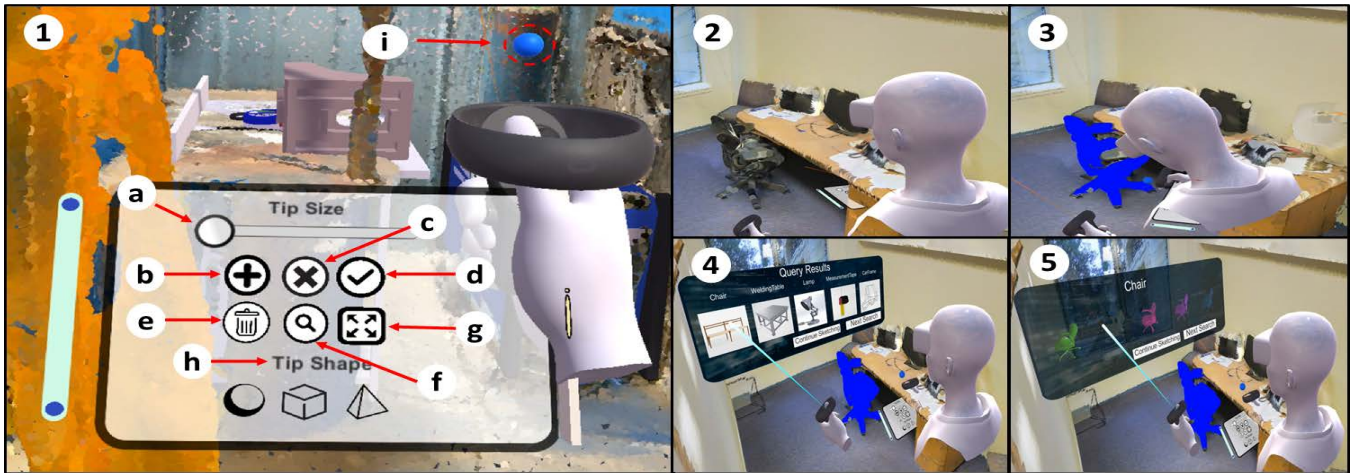 1
i
a
Tip Size
c
b
d
e
g
h
Tip Shape
f
2
3
4
Query Results
Chair
WeldingTable
Lamp
MeasurementTape
CarFrame
Continue Sketching
Next Search
5
Chair
Continue Sketching
Next Search